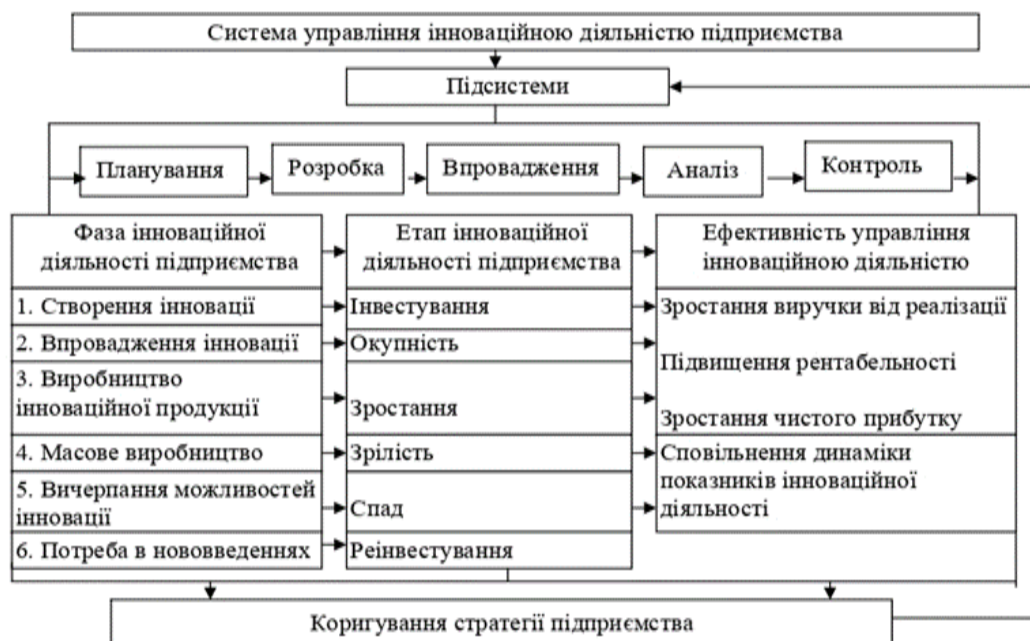 Система управління інноваційною діяльністю підприємства
Підсистеми
Планування
Розробка
Впровадження
Аналіз
Контроль
Фаза інноваційної
діяльності підприємства
Етап інноваційної
діяльності підприємства
Ефективність управління
інноваційною діяльністю
1. Створення інновації
Інвестування
Зростання виручки від реалізації
2. Впровадження інновації
Окупність
Підвищення рентабельності
3. Виробництво
інноваційної продукції
Зростання
Зростання чистого прибутку
4. Масове виробництво
Зрілість
Сповільнення динаміки
показників інноваційної
діяльності
5. Вичерпання можливостей
інновації
Спад
6. Потреба в нововведеннях
Реінвестування
Коригування стратегії підприємства